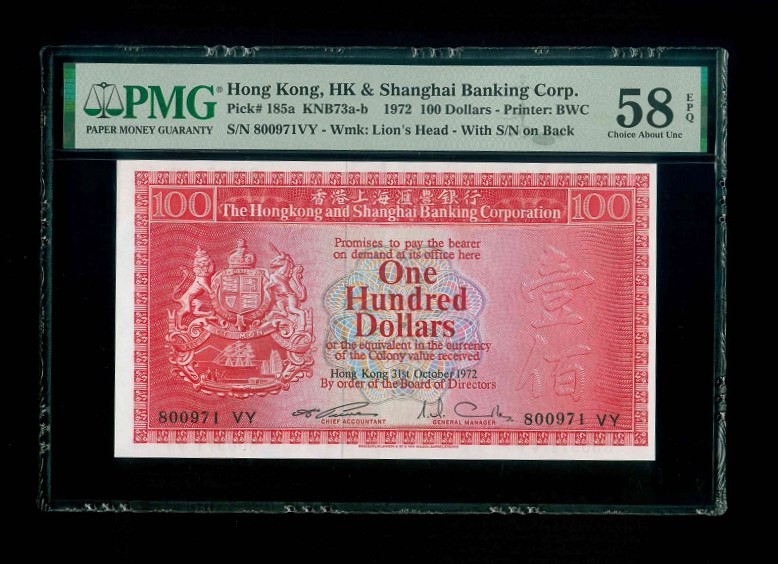 PMG
PAPER MONEY GUARANTY
Hong Kong, HK & Shanghai Banking Corp.
Pick# 185a KNB73a-b 1972 100 Dollars - Printer: BWC
S/N 800971VY - Wmk: Lion's Head - With S/N on Back
58
EPQ
Choice About Unc
香港上海滙豐銀行
100
The Hongkong and Shanghai Banking Corporation
100
Promises to pay the bearer
on demand at its office here
One
Hundred
Dollars
or the equivalent in the currency
of the Colony value received
Hong Kong 31st October 1972
By order of the Board of Directors
壹佰
800971 VY
CHIEF ACCOUNTANT
GENERAL MANAGER
800971 VY